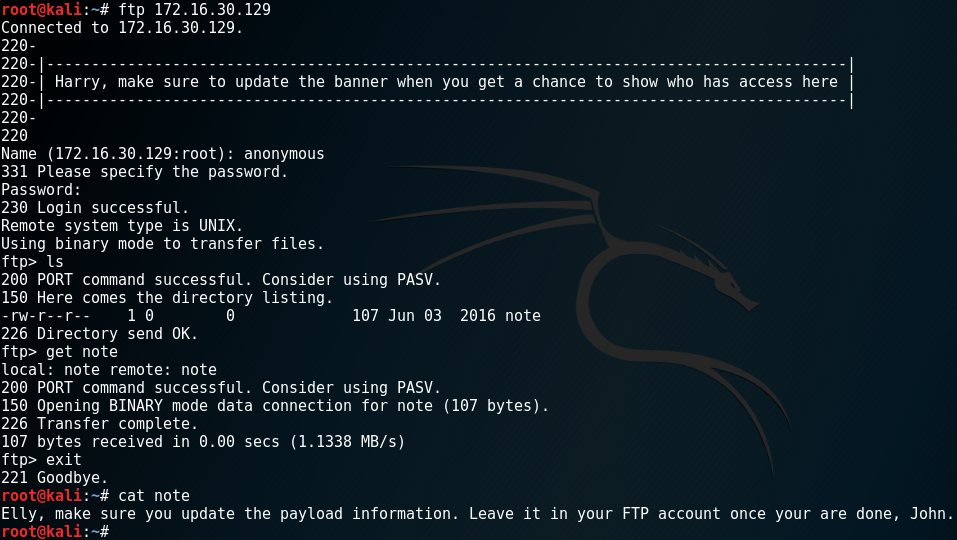 root@kali:~# ftp 172.16.30.129
Connected to 172.16.30.129.
220-
220-|-----------------------------------------------------------------------------------------|
220-| Harry, make sure to update the banner when you get a chance to show who has access here |
220-|-----------------------------------------------------------------------------------------|
220-
220
Name (172.16.30.129:root): anonymous
331 Please specify the password.
Password:
230 Login successful.
Remote system type is UNIX.
Using binary mode to transfer files.
ftp> ls
200 PORT command successful. Consider using PASV.
150 Here comes the directory listing.
-rw-r--r--    1 0        0             107 Jun 03  2016 note
226 Directory send OK.
ftp> get note
local: note remote: note
200 PORT command successful. Consider using PASV.
150 Opening BINARY mode data connection for note (107 bytes).
226 Transfer complete.
107 bytes received in 0.00 secs (1.1338 MB/s)
ftp> exit
221 Goodbye.
root@kali:~# cat note
Elly, make sure you update the payload information. Leave it in your FTP account once your are done, John.
root@kali:~#